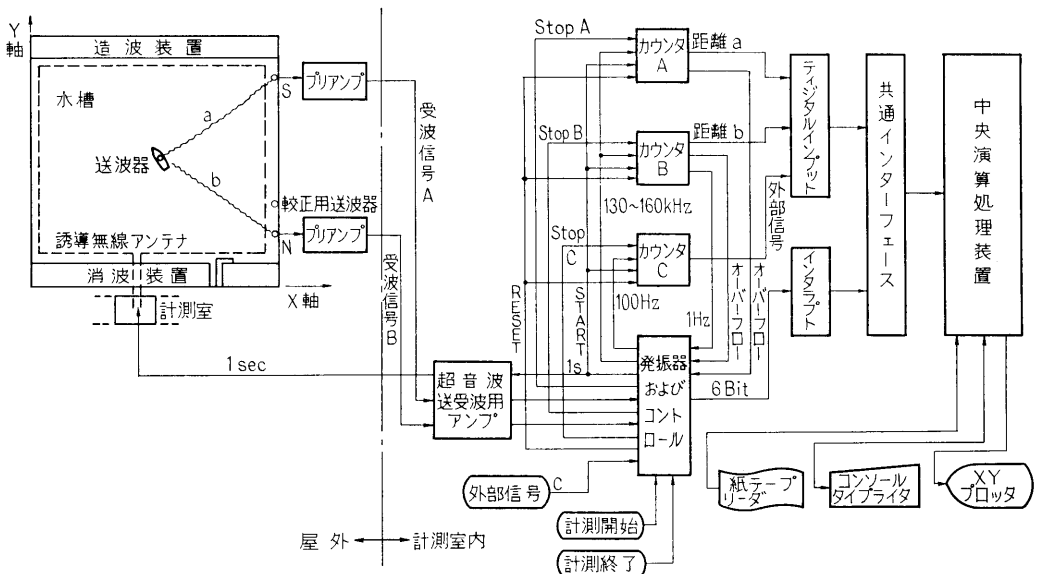 Y
軸
造波装置
水槽
a
S
プリアンプ
送波器
b
較正用送波器
N
プリアンプ
誘導無線アンテナ
消波装置
X軸
計測室
受波信号A
受波信号B
1sec
超音波
送受波用
アンプ
屋外
計測室内
Stop A
カウンタ
A
距離a
Stop B
カウンタ
B
距離b
130~160kHz
Stop
C
カウンタ
C
外部信号
100Hz
1Hz
オーバーフロー
オーバーフロー
RESET
START
1s
発振器
および
コント
ロール
6Bit
外部信号
C
計測開始
計測終了
ディジタルインプット
インタラプト
共通インターフェース
中央演算処理装置
紙テープ
リーダ
コンソール
タイプライタ
XY
プロッタ